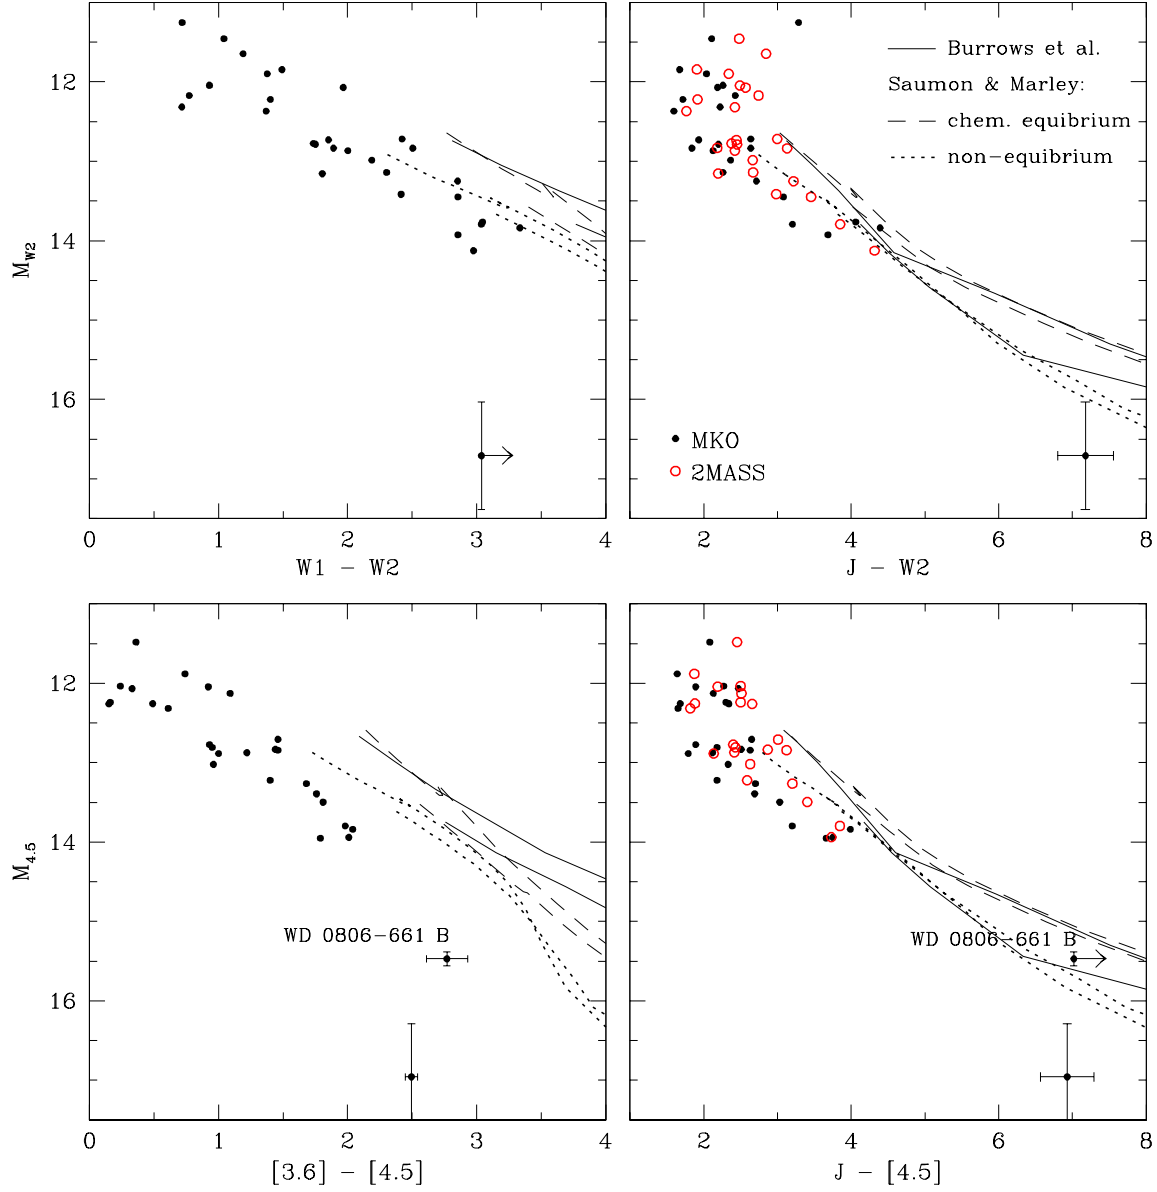 12
14
16
M_W2
0
1
2
3
4
W1 − W2
Burrows et al.
Saumon & Marley:
chem. equibrium
non−equibrium
MKO
2MASS
2
4
6
8
J − W2
12
14
16
M_4.5
WD 0806−661 B
0
1
2
3
4
[3.6] − [4.5]
WD 0806−661 B
2
4
6
8
J − [4.5]